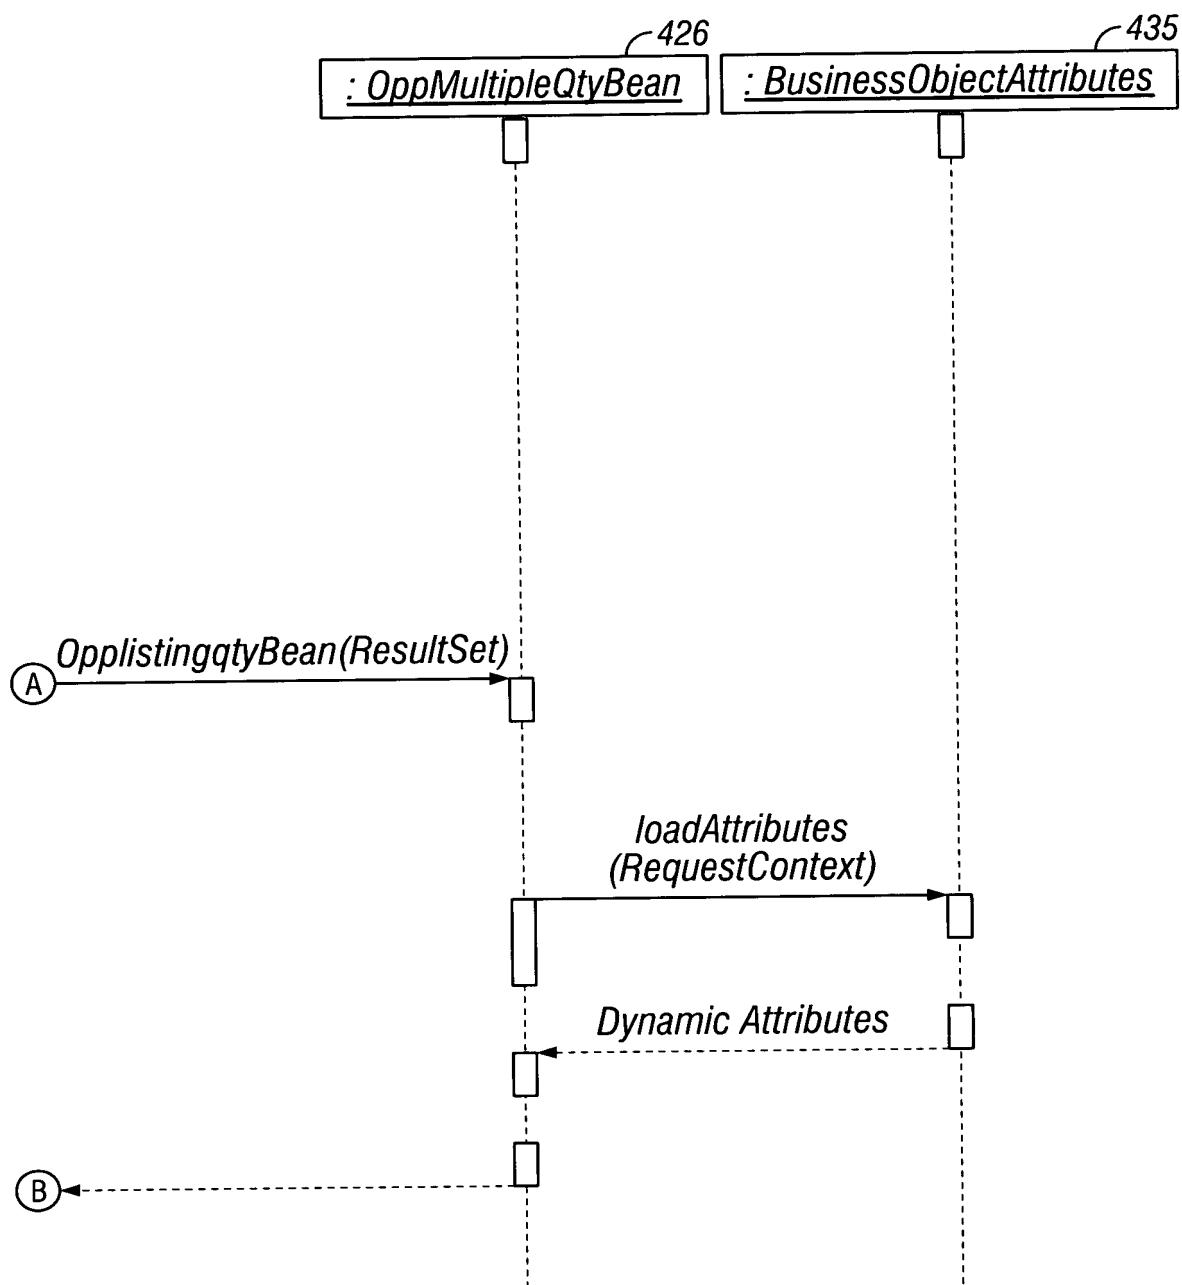 426
435
: OppMultipleQtyBean
: BusinessObjectAttributes
OpplistingqtyBean(ResultSet)
A
loadAttributes
(RequestContext)
Dynamic Attributes
B